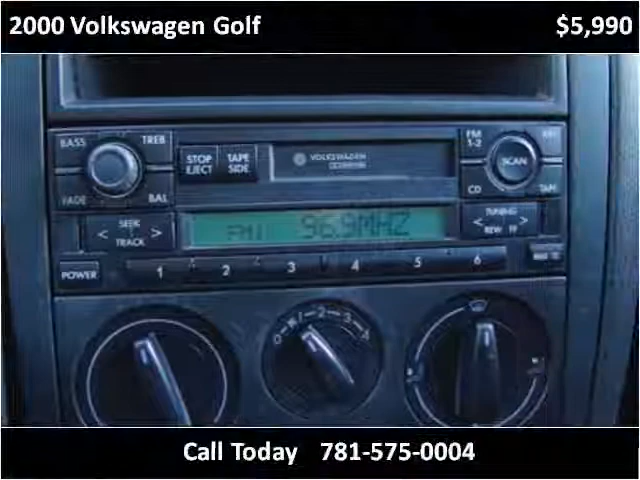 2000 Volkswagen Golf $5,990
BASS TREB
STOP EJECT TAPE SIDE
VOLKSWAGEN
FM 1-2
SCAN
FADE BAL
CD
SEEK TRACK
FM1 96.9MHZ
TUNING
REW FF
POWER 1 2 3 4 5 6
0 1 2 3 4
Call Today 781-575-0004